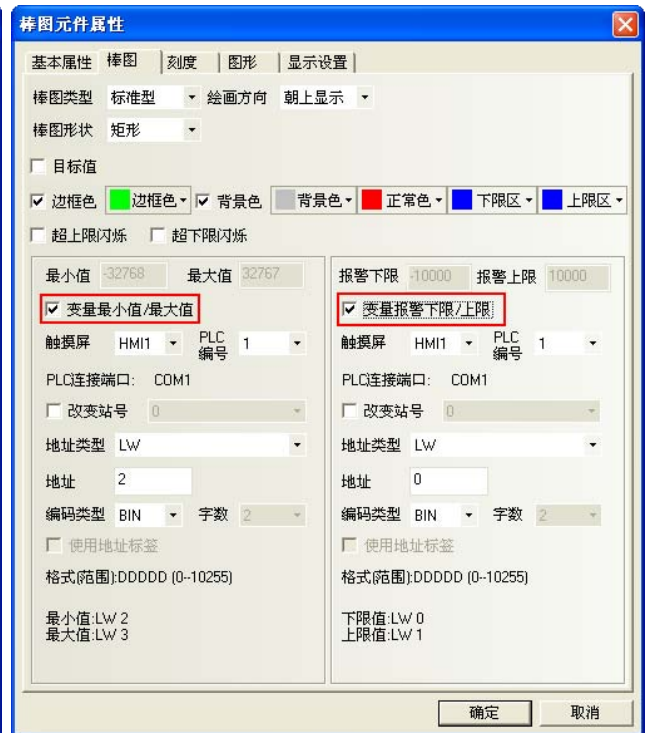 棒图元件属性
基本属性 棒图 刻度 图形 显示设置
棒图类型 标准型 绘画方向 朝上显示
棒图形状 矩形
目标值
边框色 边框色 背景色 背景色 正常色 下限区 上限区
超上限闪烁 超下限闪烁
最小值 -32768 最大值 32767
变量最小值/最大值
触摸屏 HMI1 PLC编号 1
PLC连接端口: COM1
改变站号 0
地址类型 LW
地址 2
编码类型 BIN 字数 2
使用地址标签
格式(范围):DDDDD (0--10255)
最小值:LW 2
最大值:LW 3
报警下限 -10000 报警上限 10000
变量报警下限/上限
触摸屏 HMI1 PLC编号 1
PLC连接端口: COM1
改变站号 0
地址类型 LW
地址 0
编码类型 BIN 字数 2
使用地址标签
格式(范围):DDDDD (0--10255)
下限值:LW 0
上限值:LW 1
确定 取消